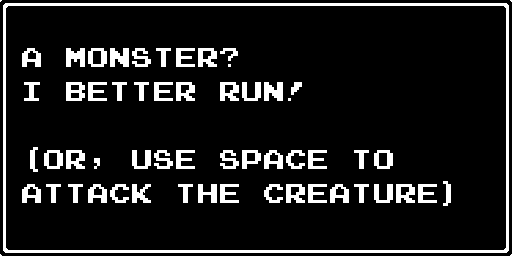 A MONSTER?
I BETTER RUN!
(OR, USE SPACE TO
ATTACK THE CREATURE)